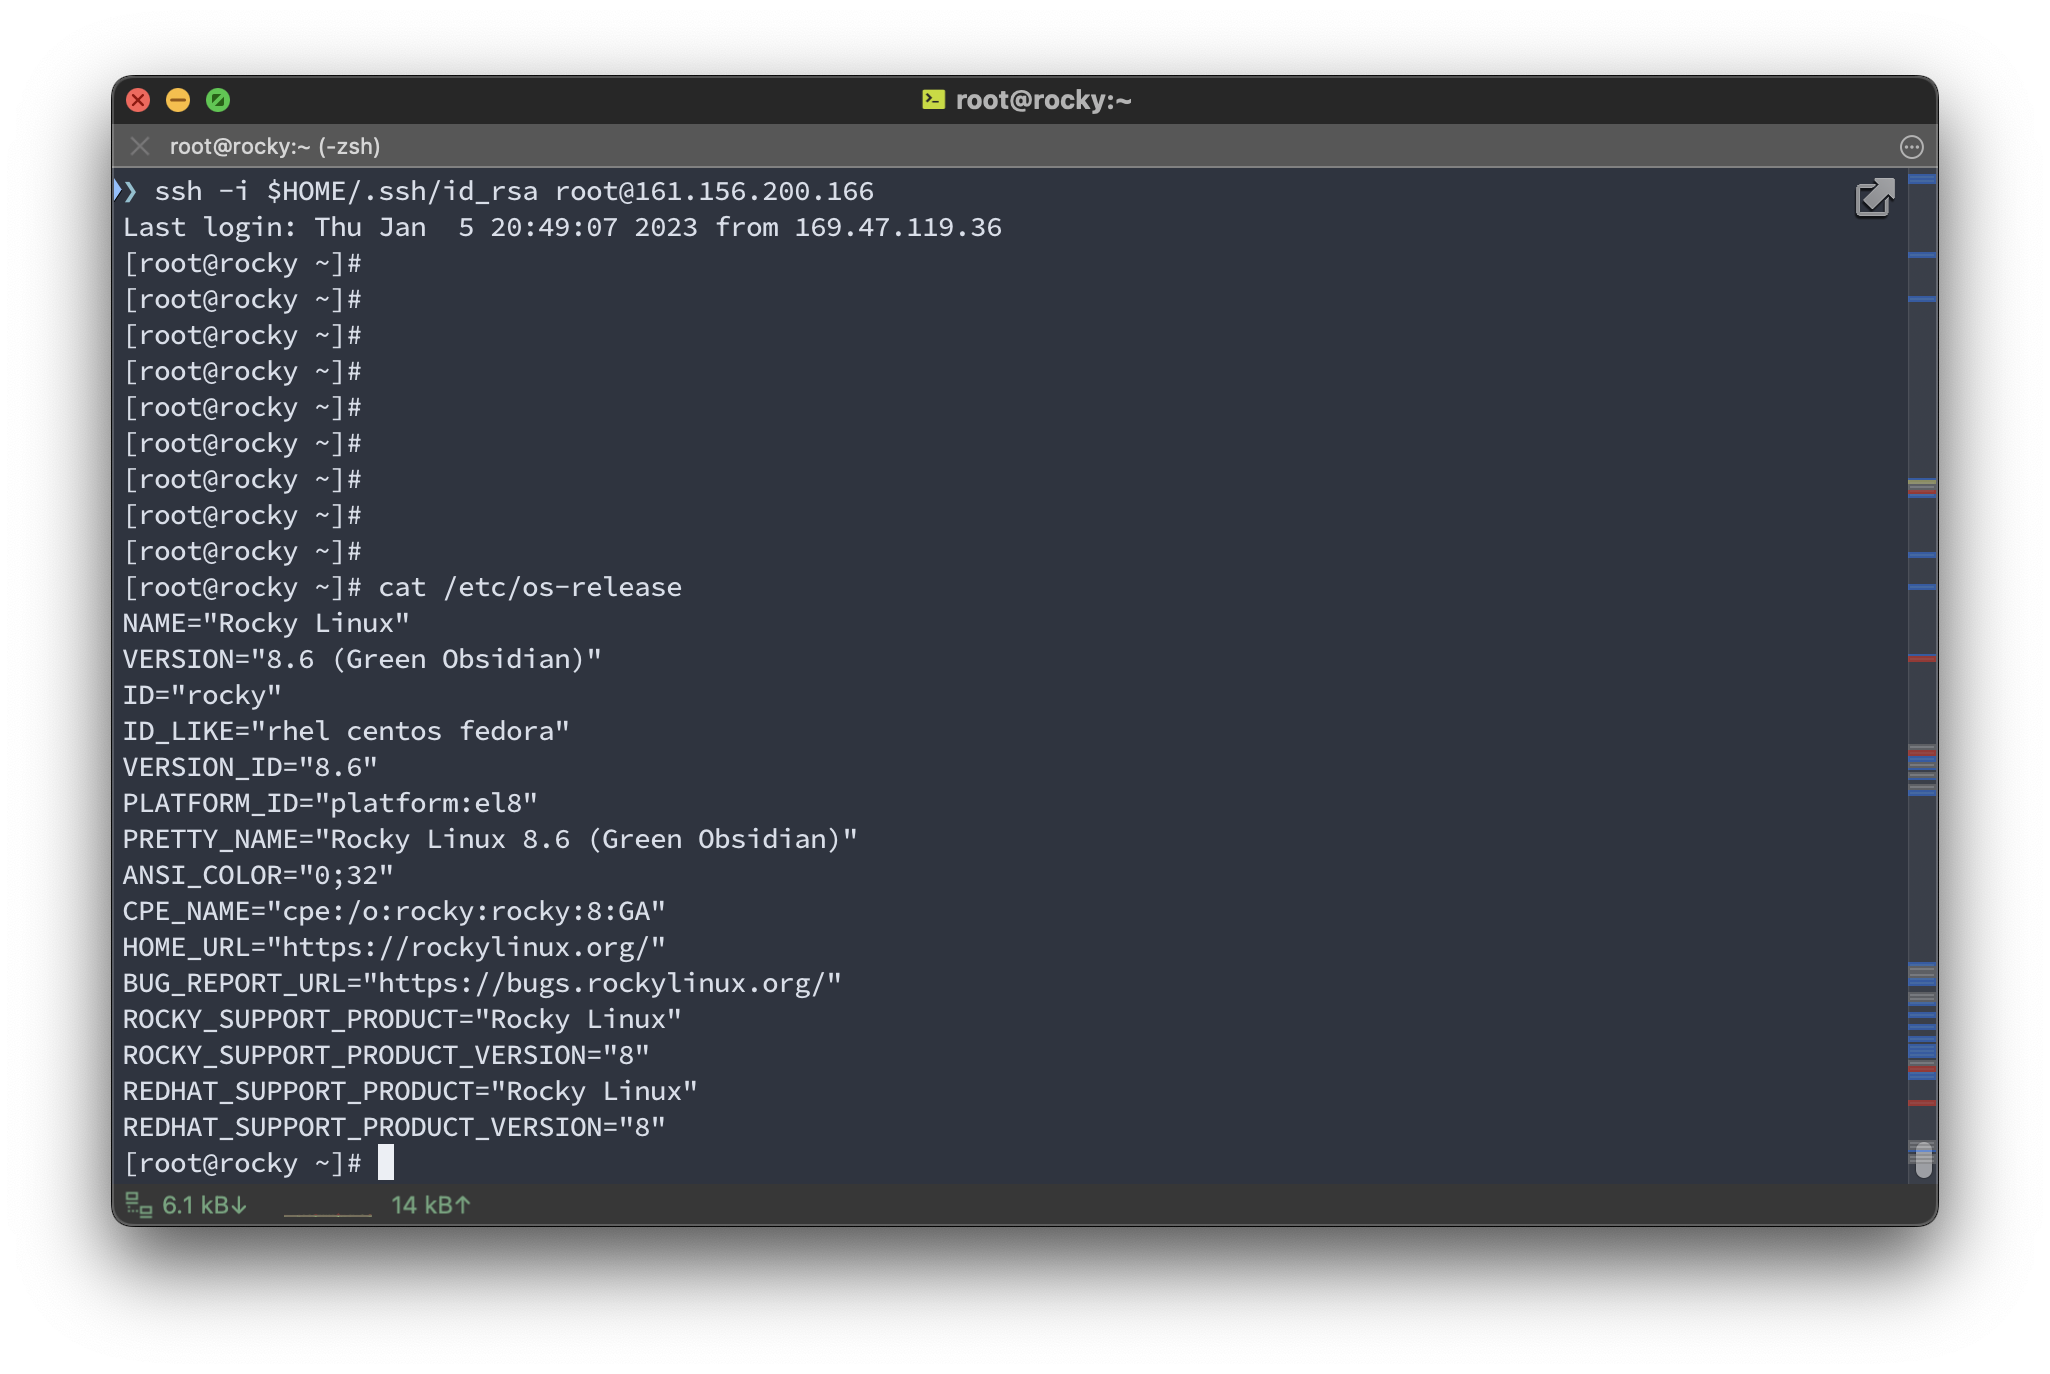 root@rocky:~
root@rocky:~ (-zsh)
❯ ssh -i $HOME/.ssh/id_rsa root@161.156.200.166
Last login: Thu Jan  5 20:49:07 2023 from 169.47.119.36
[root@rocky ~]#
[root@rocky ~]#
[root@rocky ~]#
[root@rocky ~]#
[root@rocky ~]#
[root@rocky ~]#
[root@rocky ~]#
[root@rocky ~]#
[root@rocky ~]#
[root@rocky ~]# cat /etc/os-release
NAME="Rocky Linux"
VERSION="8.6 (Green Obsidian)"
ID="rocky"
ID_LIKE="rhel centos fedora"
VERSION_ID="8.6"
PLATFORM_ID="platform:el8"
PRETTY_NAME="Rocky Linux 8.6 (Green Obsidian)"
ANSI_COLOR="0;32"
CPE_NAME="cpe:/o:rocky:rocky:8:GA"
HOME_URL="https://rockylinux.org/"
BUG_REPORT_URL="https://bugs.rockylinux.org/"
ROCKY_SUPPORT_PRODUCT="Rocky Linux"
ROCKY_SUPPORT_PRODUCT_VERSION="8"
REDHAT_SUPPORT_PRODUCT="Rocky Linux"
REDHAT_SUPPORT_PRODUCT_VERSION="8"
[root@rocky ~]#
6.1 kB↓ 14 kB↑